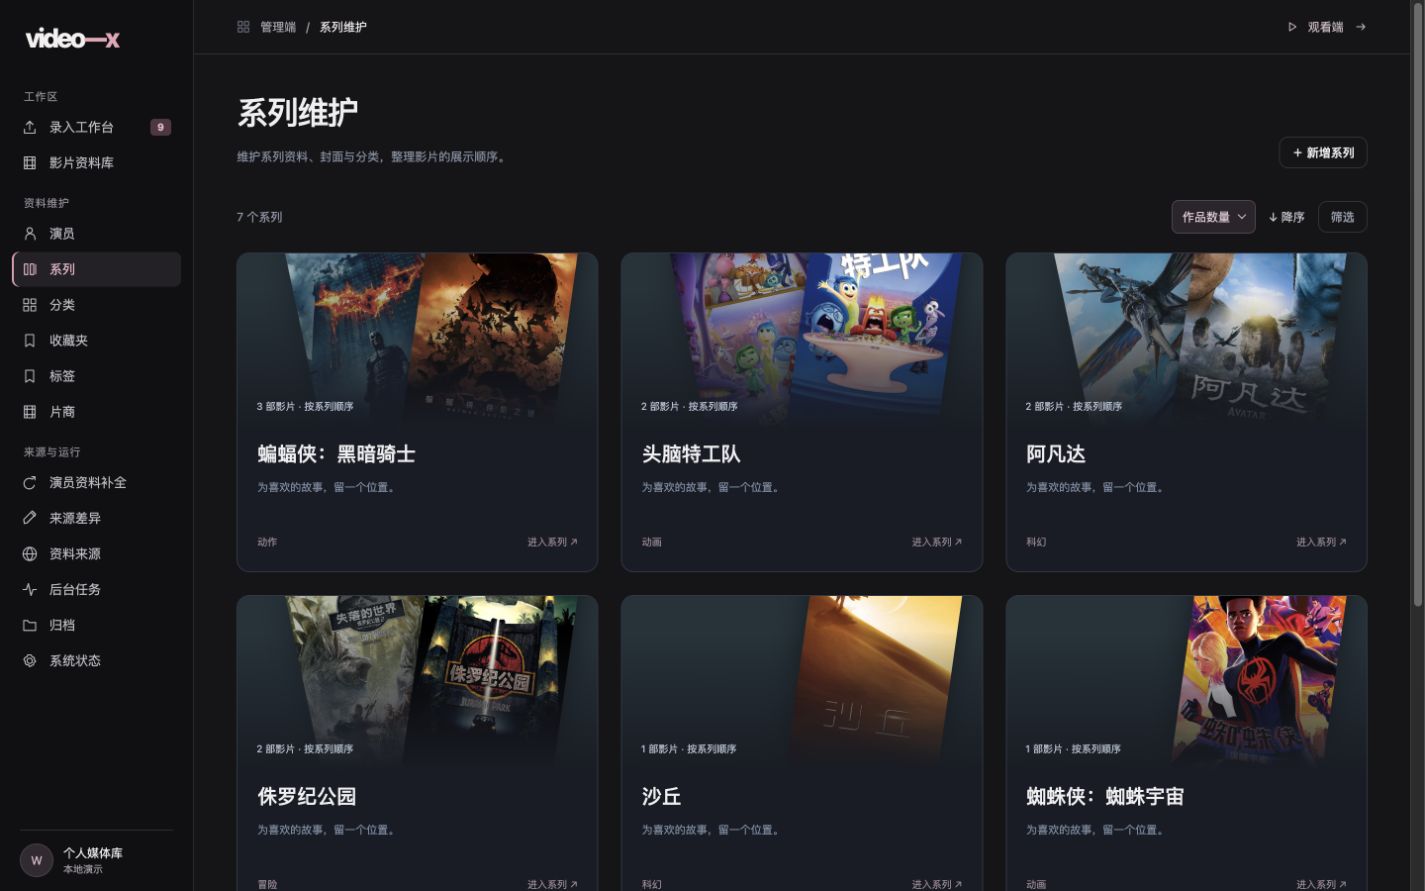 video—x
管理端 / 系列维护
观看端
工作区
录入工作台 9
影片资料库
资料维护
演员
系列
分类
收藏夹
标签
片商
来源与运行
演员资料补全
来源差异
资料来源
后台任务
归档
系统状态
W
个人媒体库
本地演示
系列维护
维护系列资料、封面与分类，整理影片的展示顺序。
+ 新增系列
7 个系列
作品数量
↓ 降序
筛选
3 部影片 · 按系列顺序
蝙蝠侠：黑暗骑士
为喜欢的故事，留一个位置。
动作
进入系列 ↗
特工队
2 部影片 · 按系列顺序
头脑特工队
为喜欢的故事，留一个位置。
动画
进入系列 ↗
阿凡达
AVATAR
2 部影片 · 按系列顺序
阿凡达
为喜欢的故事，留一个位置。
科幻
进入系列 ↗
失落的世界
侏罗纪公园
JURASSIC PARK
2 部影片 · 按系列顺序
侏罗纪公园
为喜欢的故事，留一个位置。
冒险
进入系列 ↗
沙丘
1 部影片 · 按系列顺序
沙丘
为喜欢的故事，留一个位置。
科幻
进入系列 ↗
蜘蛛侠
1 部影片 · 按系列顺序
蜘蛛侠：蜘蛛宇宙
为喜欢的故事，留一个位置。
动画
进入系列 ↗